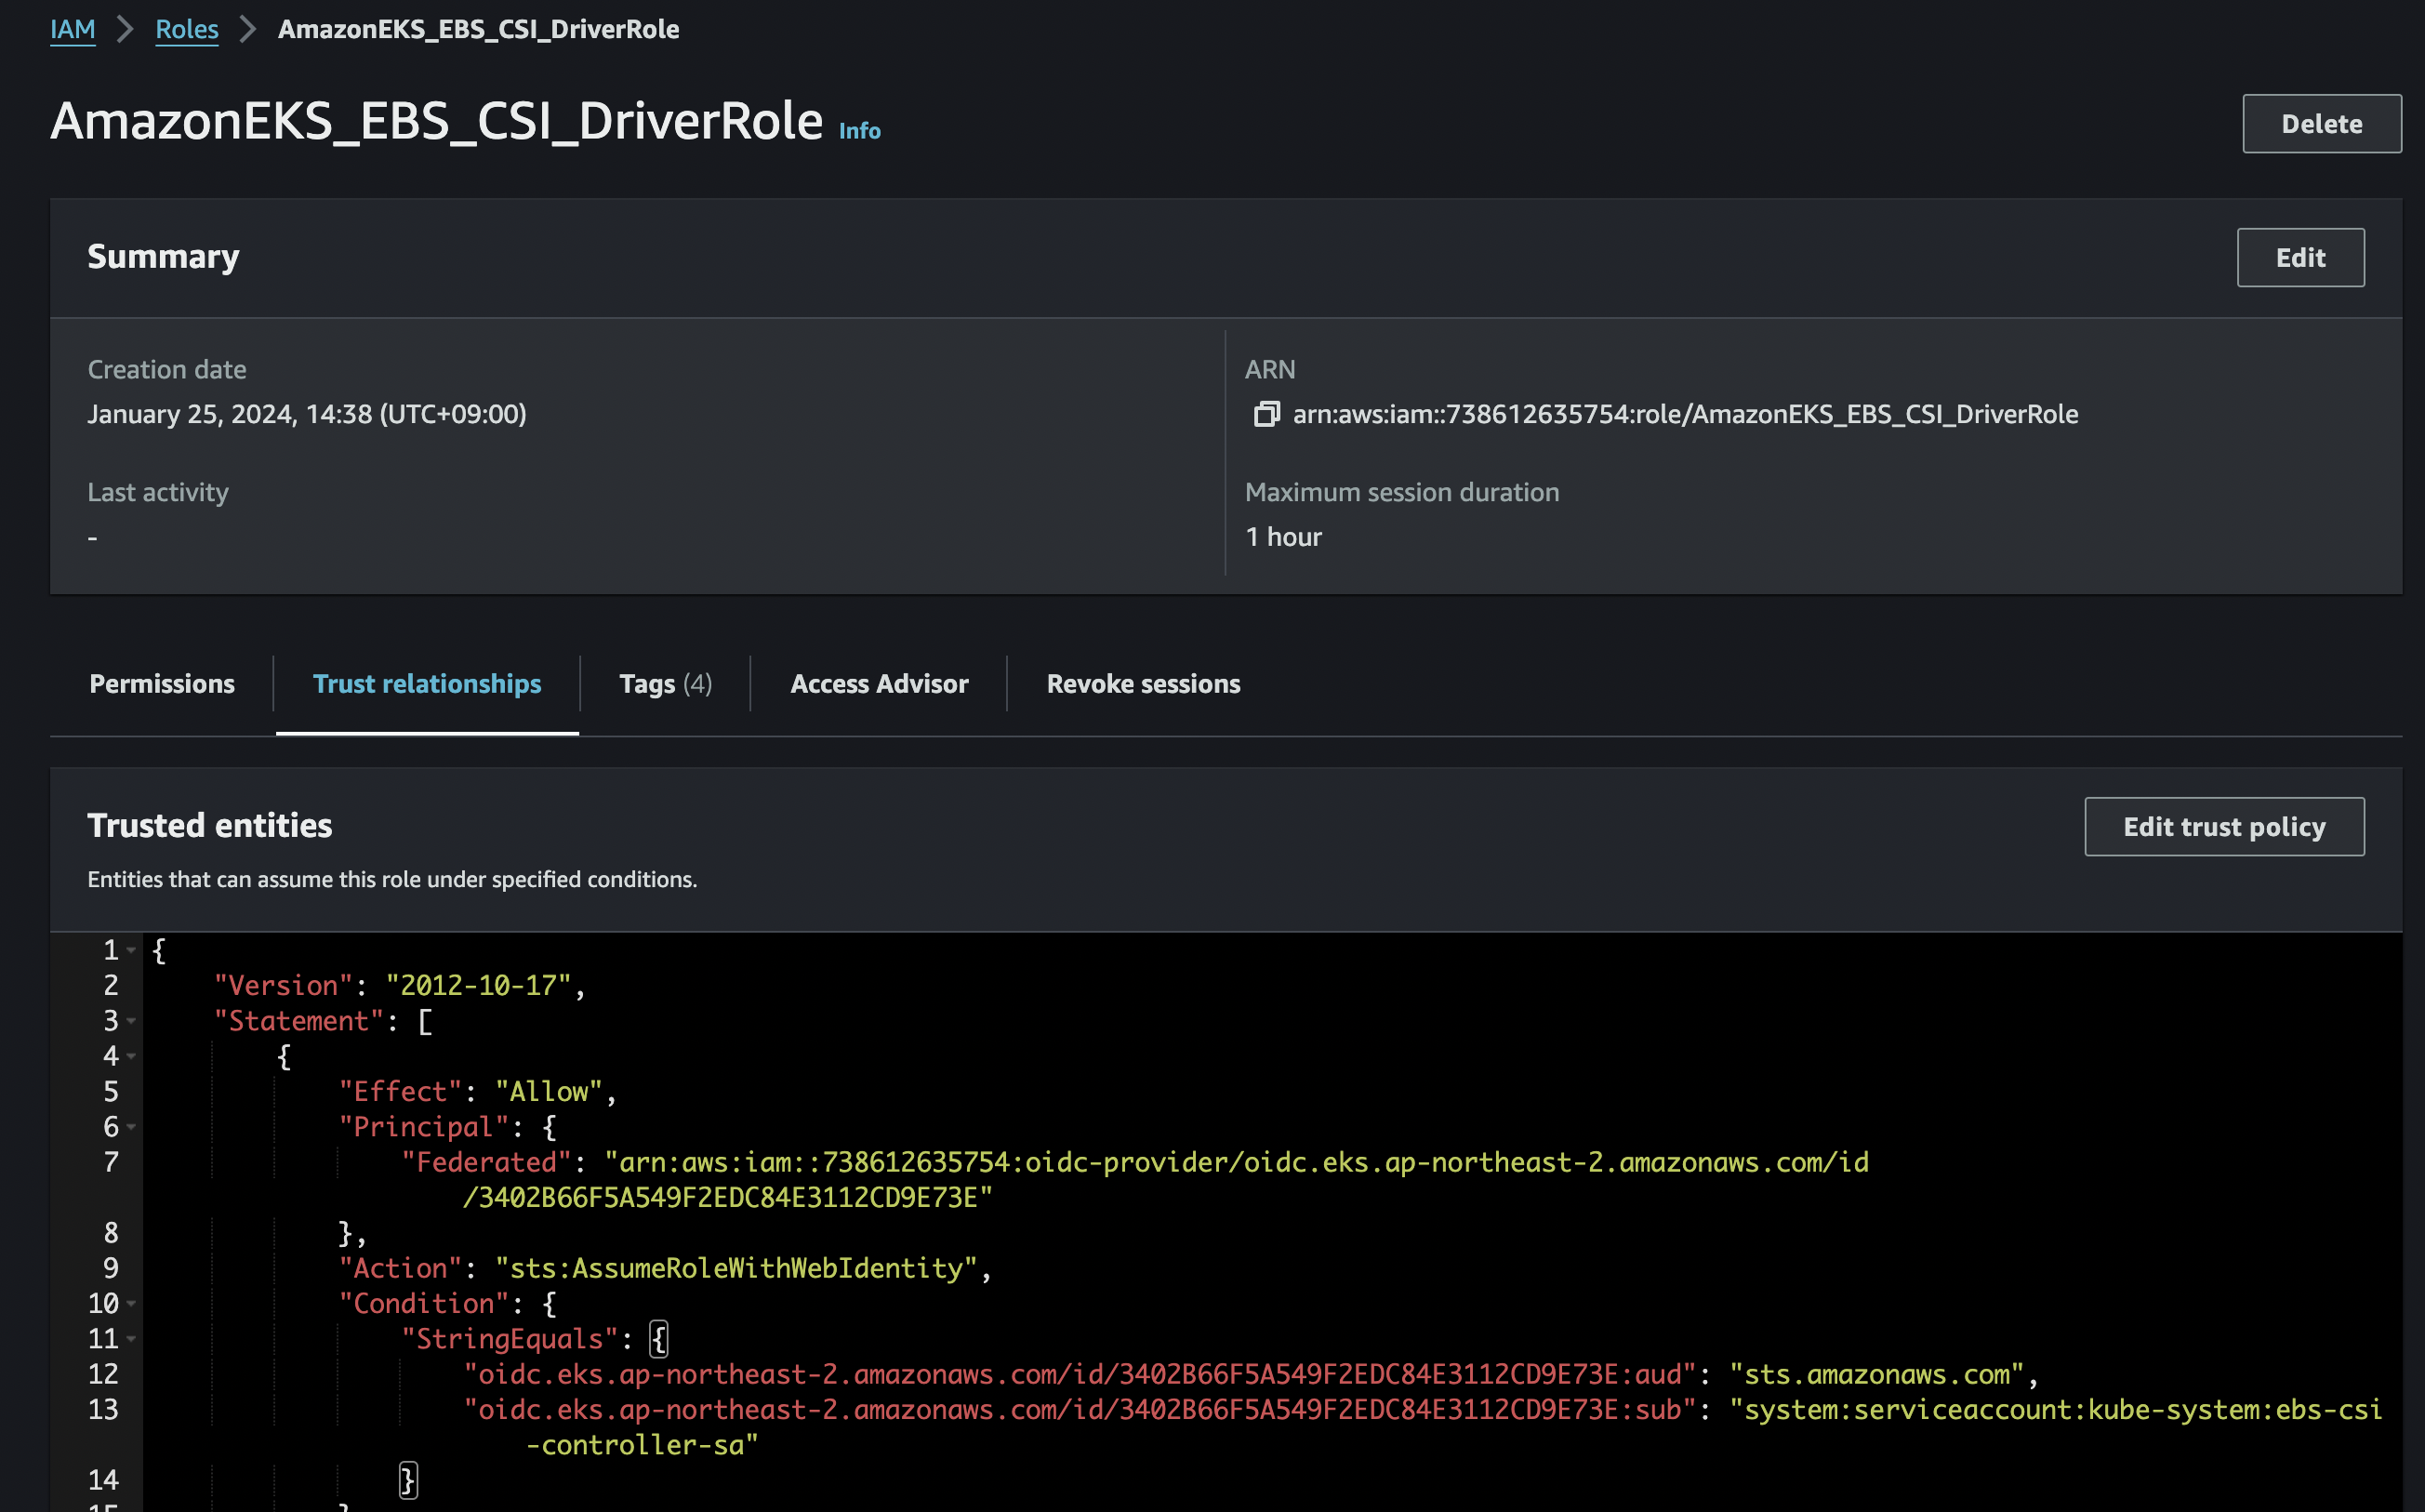 IAM > Roles > AmazonEKS_EBS_CSI_DriverRole
AmazonEKS_EBS_CSI_DriverRole Info
Delete
Summary
Edit
Creation date
January 25, 2024, 14:38 (UTC+09:00)
ARN
arn:aws:iam::738612635754:role/AmazonEKS_EBS_CSI_DriverRole
Last activity
-
Maximum session duration
1 hour
Permissions
Trust relationships
Tags (4)
Access Advisor
Revoke sessions
Trusted entities
Edit trust policy
Entities that can assume this role under specified conditions.
1 {
2 "Version": "2012-10-17",
3 "Statement": [
4 {
5 "Effect": "Allow",
6 "Principal": {
7 "Federated": "arn:aws:iam::738612635754:oidc-provider/oidc.eks.ap-northeast-2.amazonaws.com/id
/3402B66F5A549F2EDC84E3112CD9E73E"
8 },
9 "Action": "sts:AssumeRoleWithWebIdentity",
10 "Condition": {
11 "StringEquals": {
12 "oidc.eks.ap-northeast-2.amazonaws.com/id/3402B66F5A549F2EDC84E3112CD9E73E:aud": "sts.amazonaws.com",
13 "oidc.eks.ap-northeast-2.amazonaws.com/id/3402B66F5A549F2EDC84E3112CD9E73E:sub": "system:serviceaccount:kube-system:ebs-csi
-controller-sa"
14 }
15 }